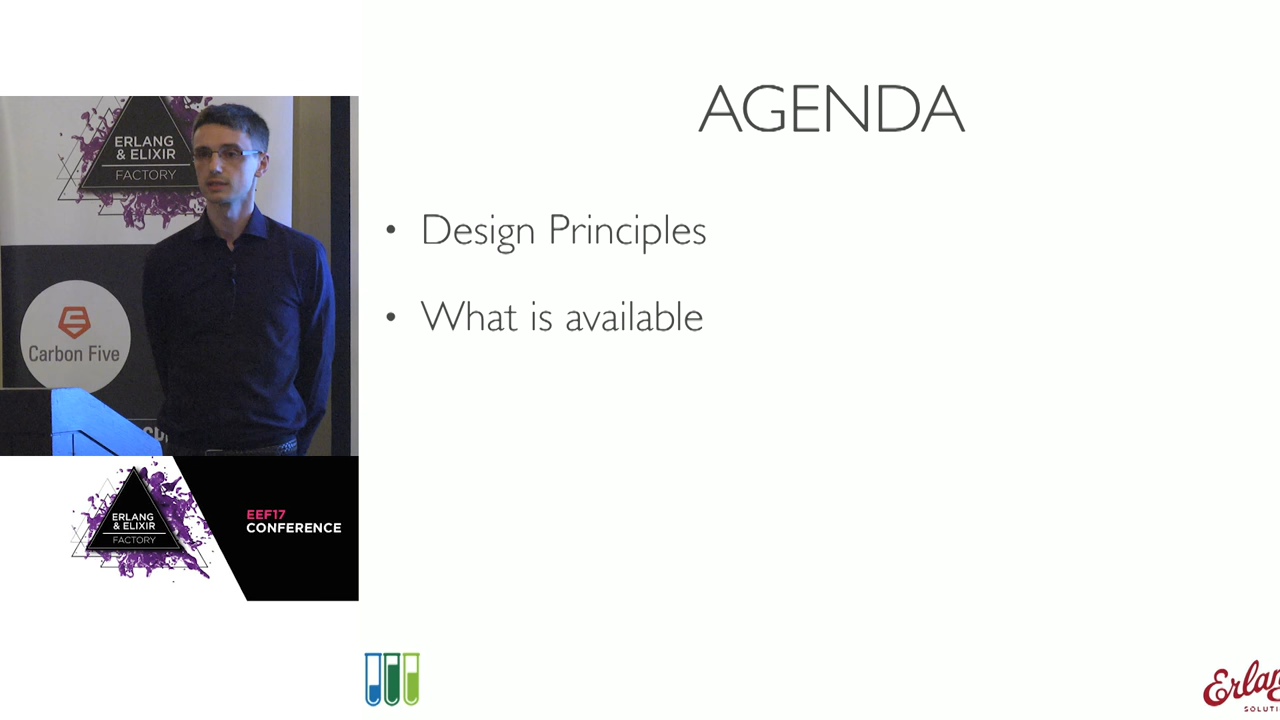 AGENDA
• Design Principles
• What is available
ERLANG
& ELIXIR
FACTORY
Carbon Five
ERLANG
& ELIXIR
FACTORY
EEF17
CONFERENCE